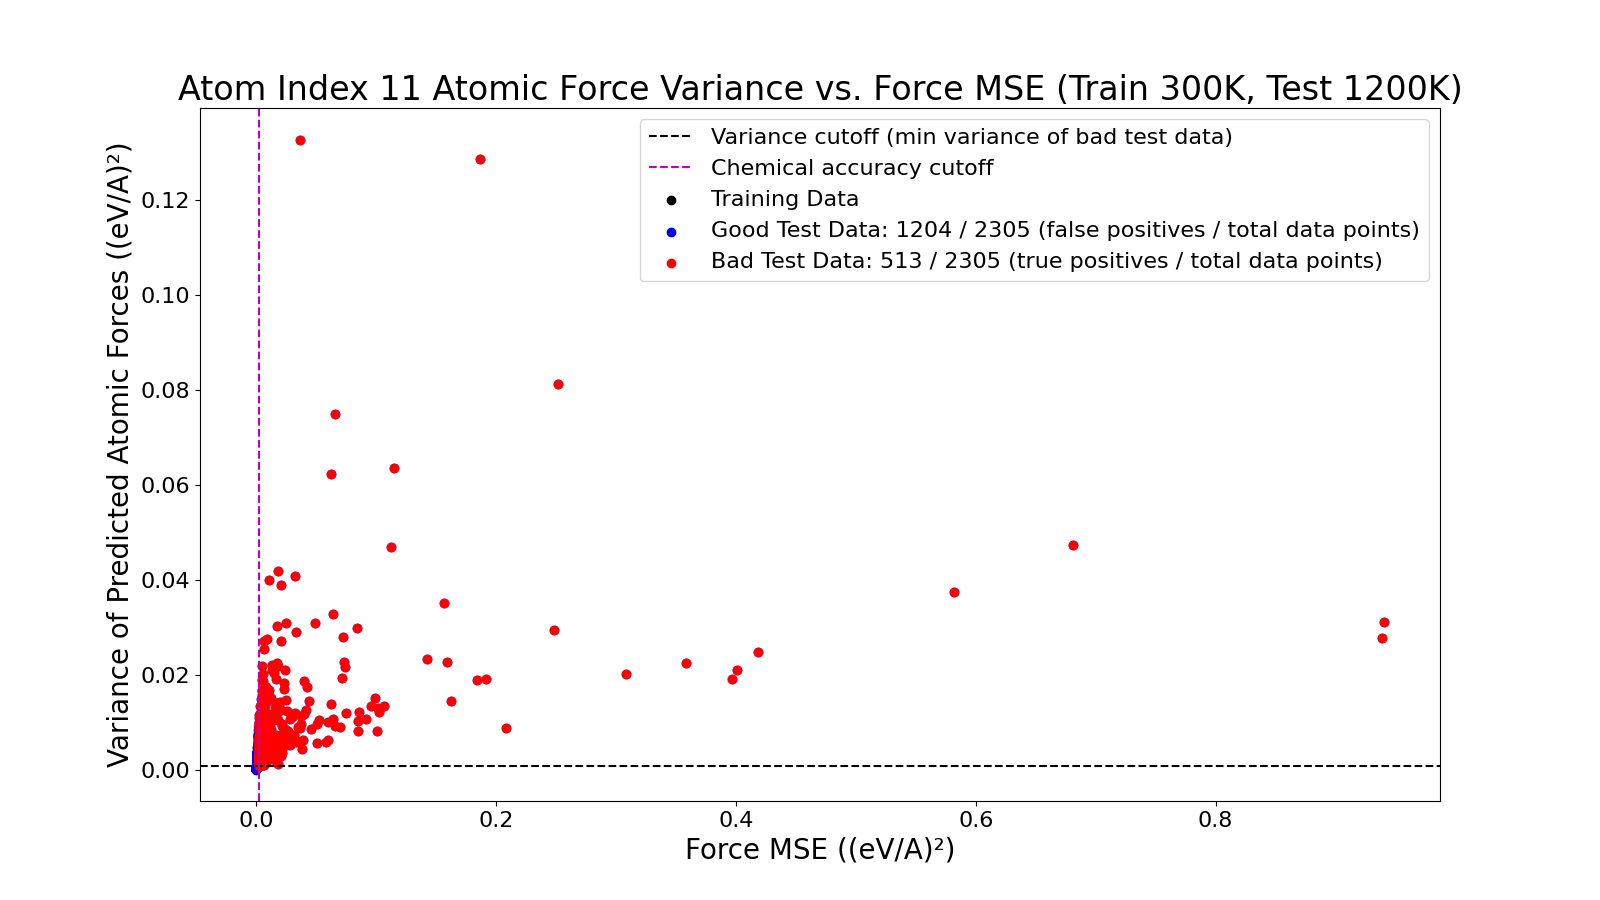 Atom Index 11 Atomic Force Variance vs. Force MSE (Train 300K, Test 1200K)
Variance cutoff (min variance of bad test data)
Chemical accuracy cutoff
Training Data
Good Test Data: 1204 / 2305 (false positives / total data points)
Bad Test Data: 513 / 2305 (true positives / total data points)
Variance of Predicted Atomic Forces ((eV/A)²)
0.12
0.10
0.08
0.06
0.04
0.02
0.00
0.0 0.2 0.4 0.6 0.8
Force MSE ((eV/A)²)